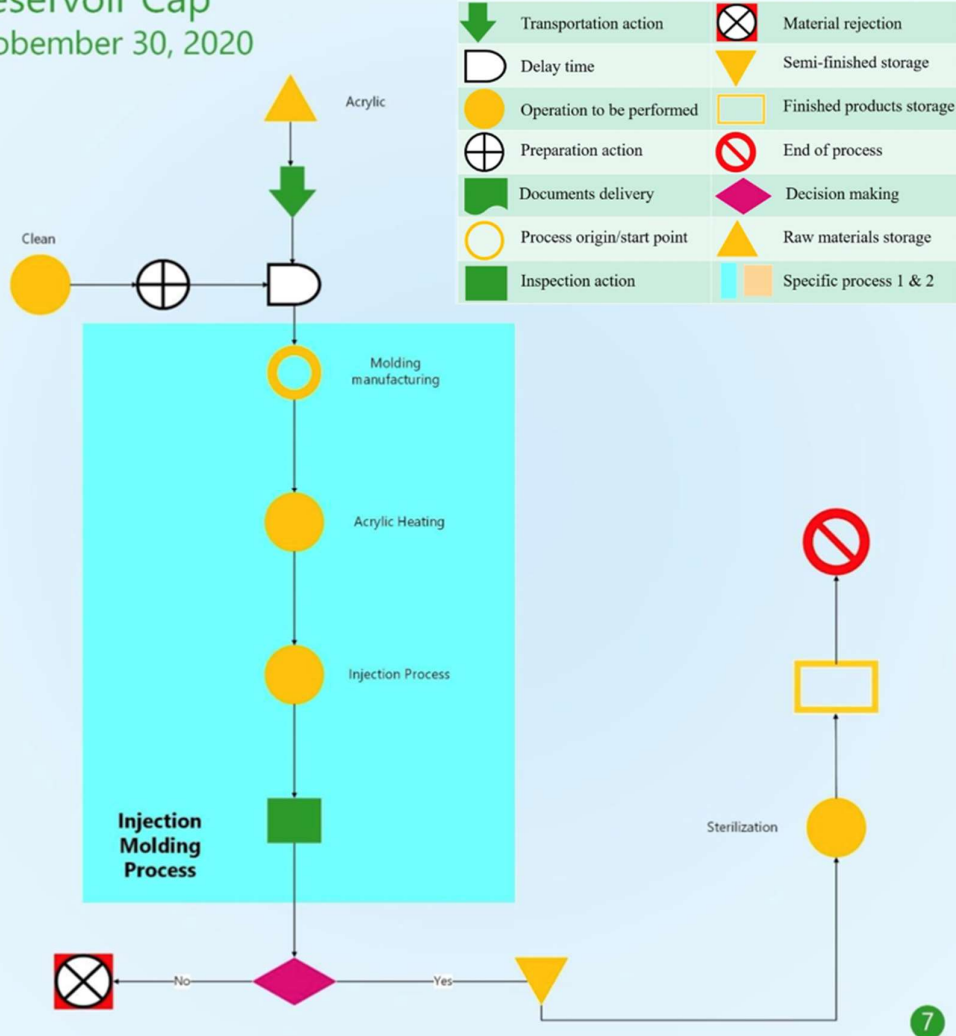 Cap
30, 2020
Transportation action
Material rejection
Delay time
Semi-finished storage
Operation to be performed
Finished products storage
Preparation action
End of process
Documents delivery
Decision making
Process origin/start point
Raw materials storage
Inspection action
Specific process 1 & 2
Acrylic
Clean
Molding
manufacturing
Acrylic Heating
Injection Process
Injection
Molding
Process
Sterilization
No
Yes
7